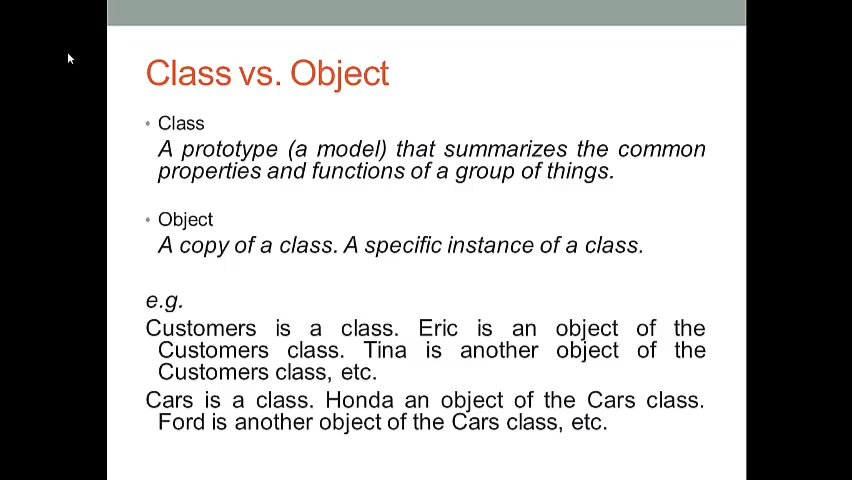 Class vs. Object
• Class
A prototype (a model) that summarizes the common
properties and functions of a group of things.
• Object
A copy of a class. A specific instance of a class.
e.g.
Customers is a class. Eric is an object of the
Customers class. Tina is another object of the
Customers class, etc.
Cars is a class. Honda an object of the Cars class.
Ford is another object of the Cars class, etc.